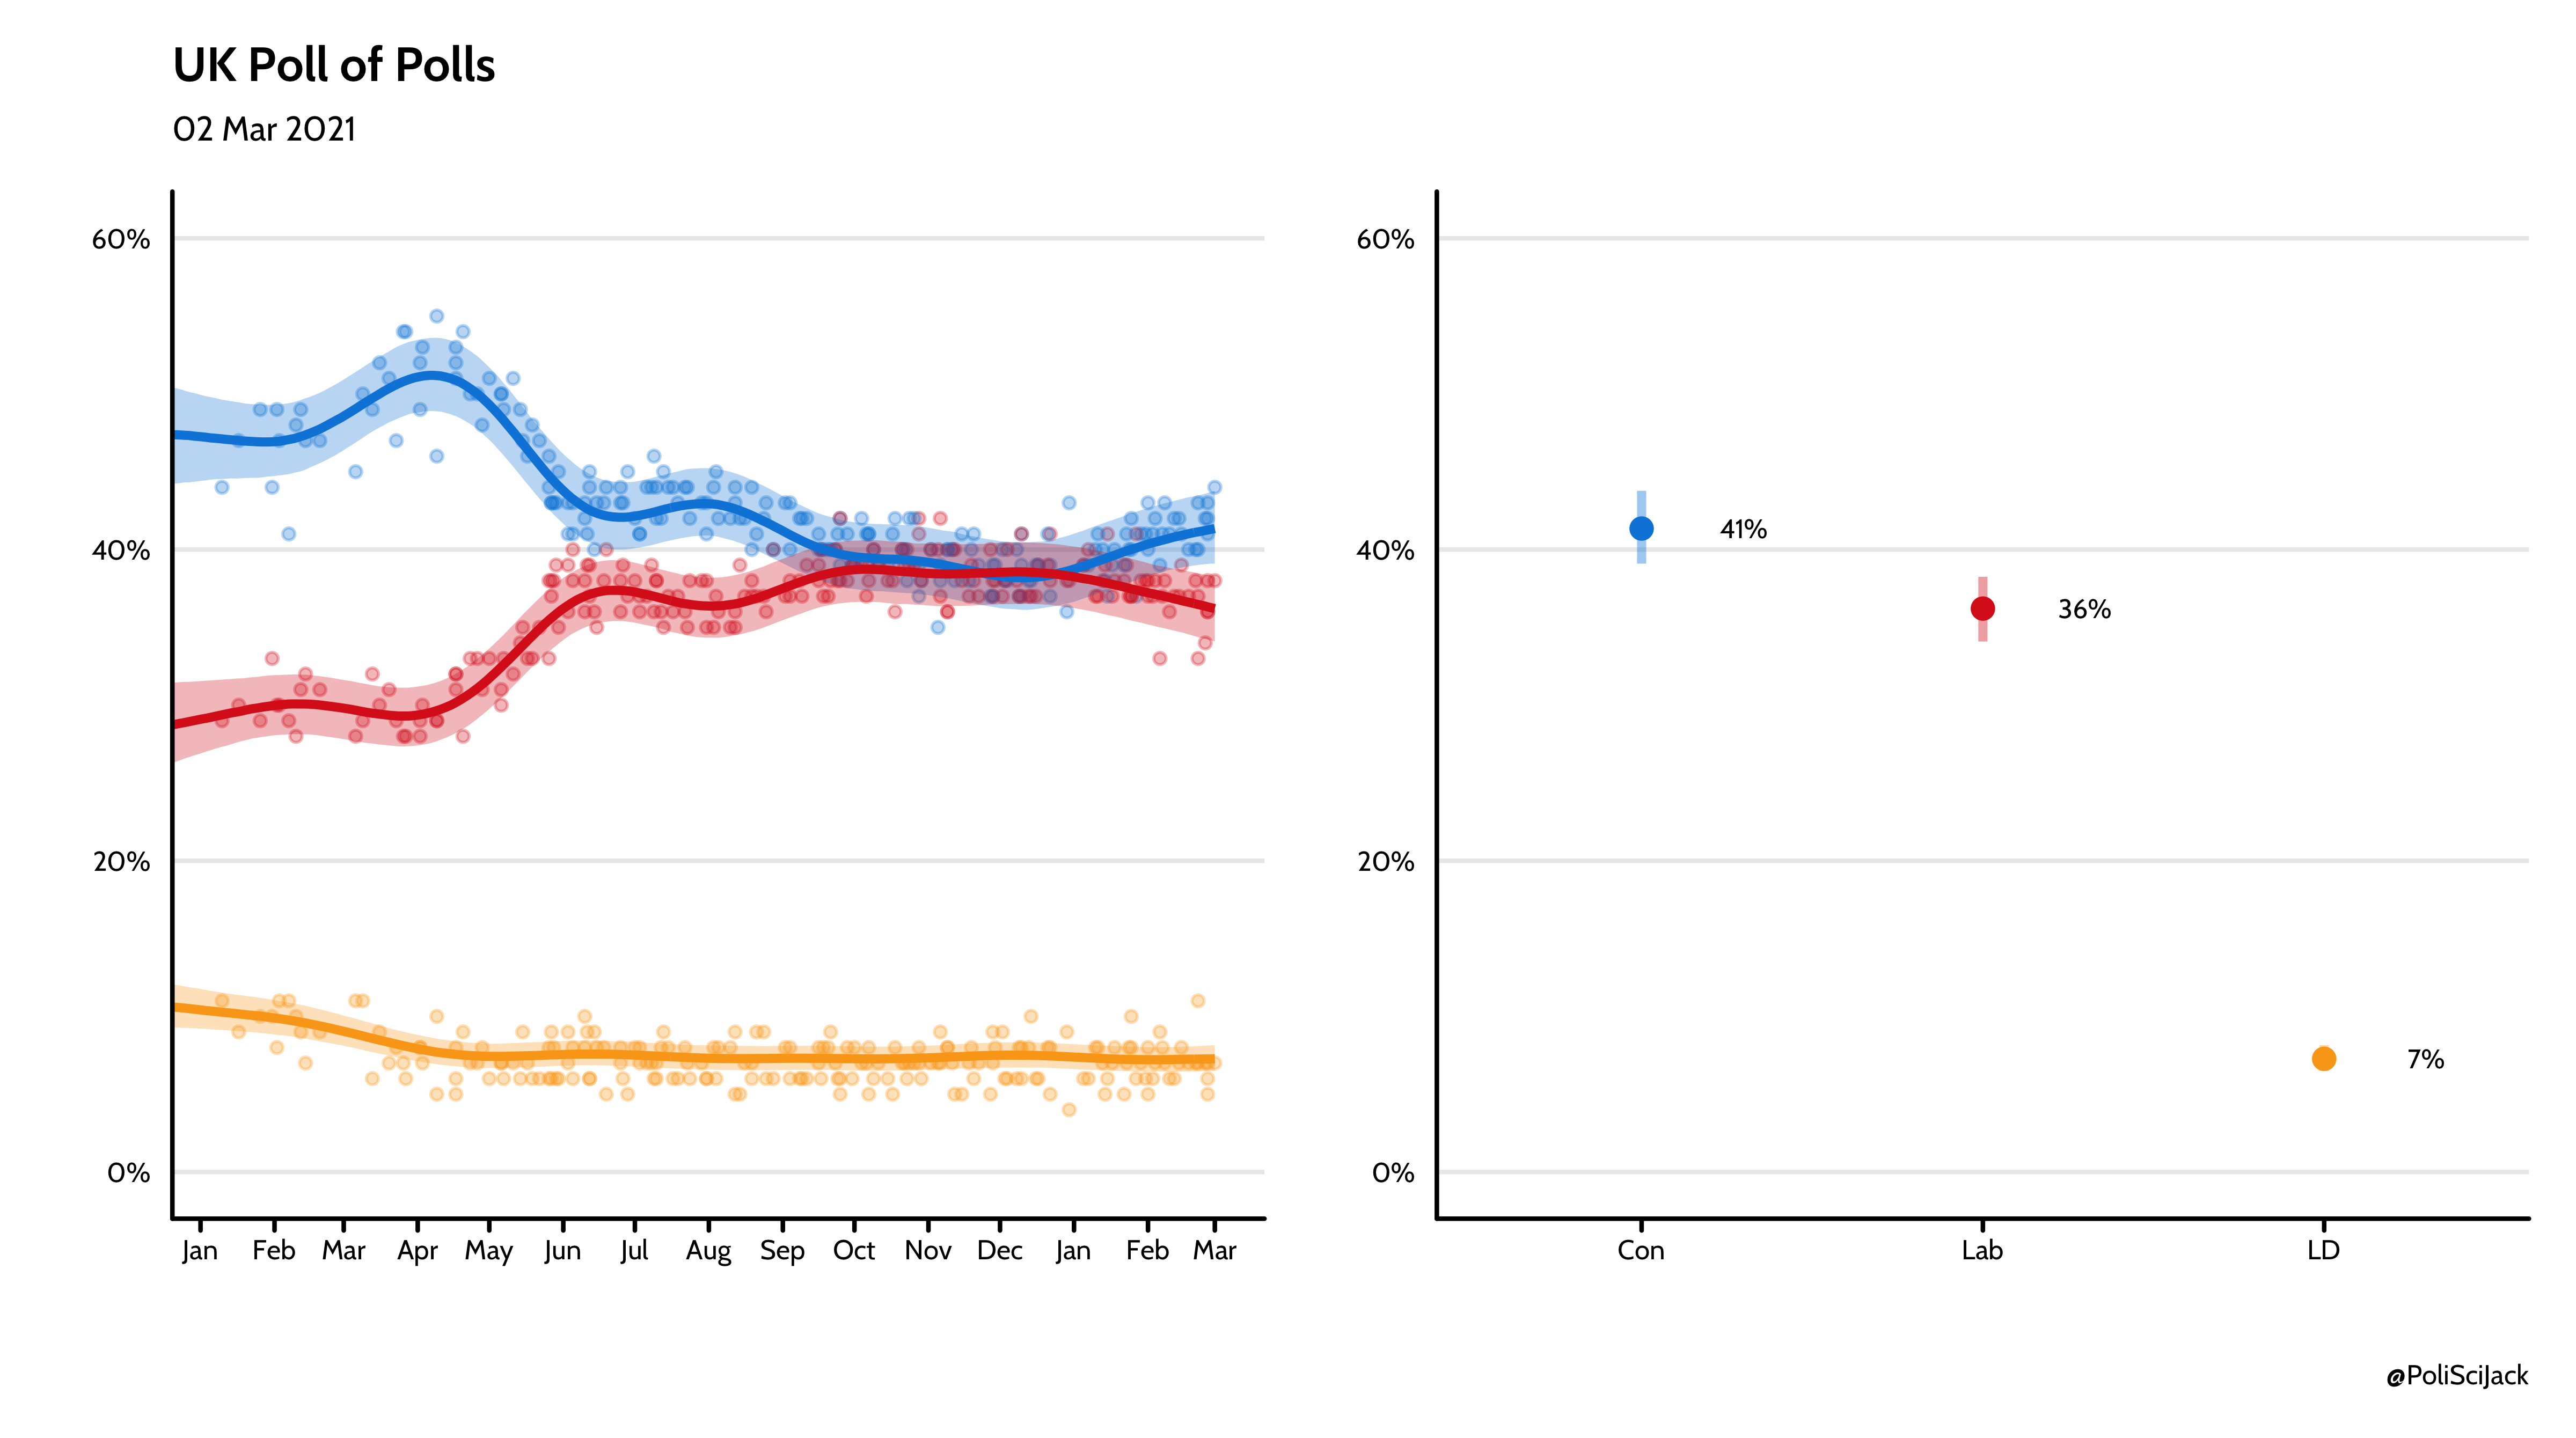 UK Poll of Polls
02 Mar 2021
60%
40%
20%
0%
Jan Feb Mar Apr May Jun Jul Aug Sep Oct Nov Dec Jan Feb Mar
60%
40%
20%
0%
41%
36%
7%
Con Lab LD
@PoliSciJack